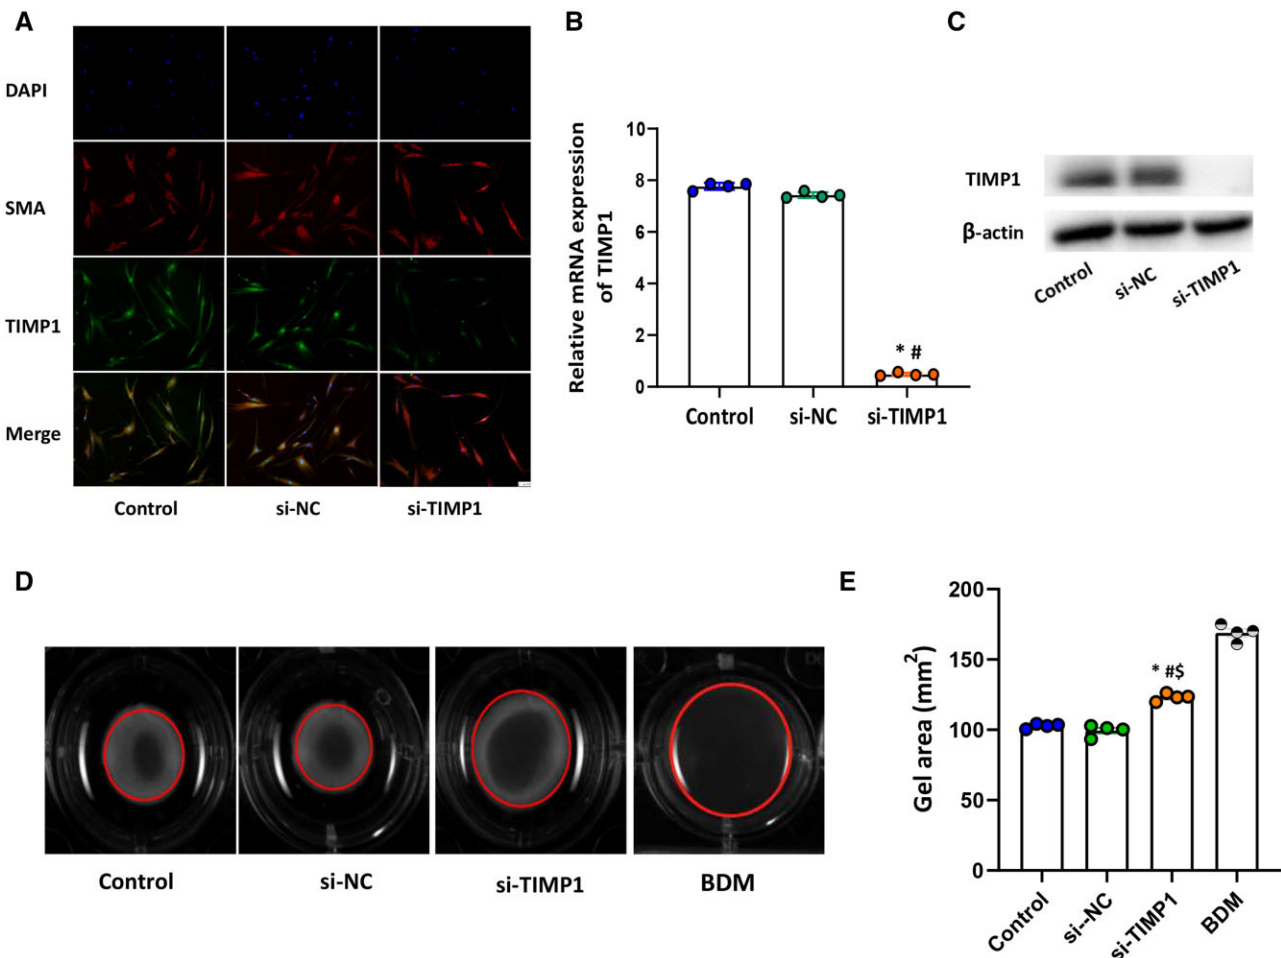 A
DAPI
SMA
TIMP1
Merge
Control si-NC si-TIMP1
B
Relative mRNA expression
of TIMP1
10
8
6
4
2
0
* #
Control si-NC si-TIMP1
C
TIMP1
β-actin
Control si-NC si-TIMP1
D
Control si-NC si-TIMP1 BDM
E
Gel area (mm²)
200
150
100
50
0
* #$
Control si--NC si-TIMP1 BDM